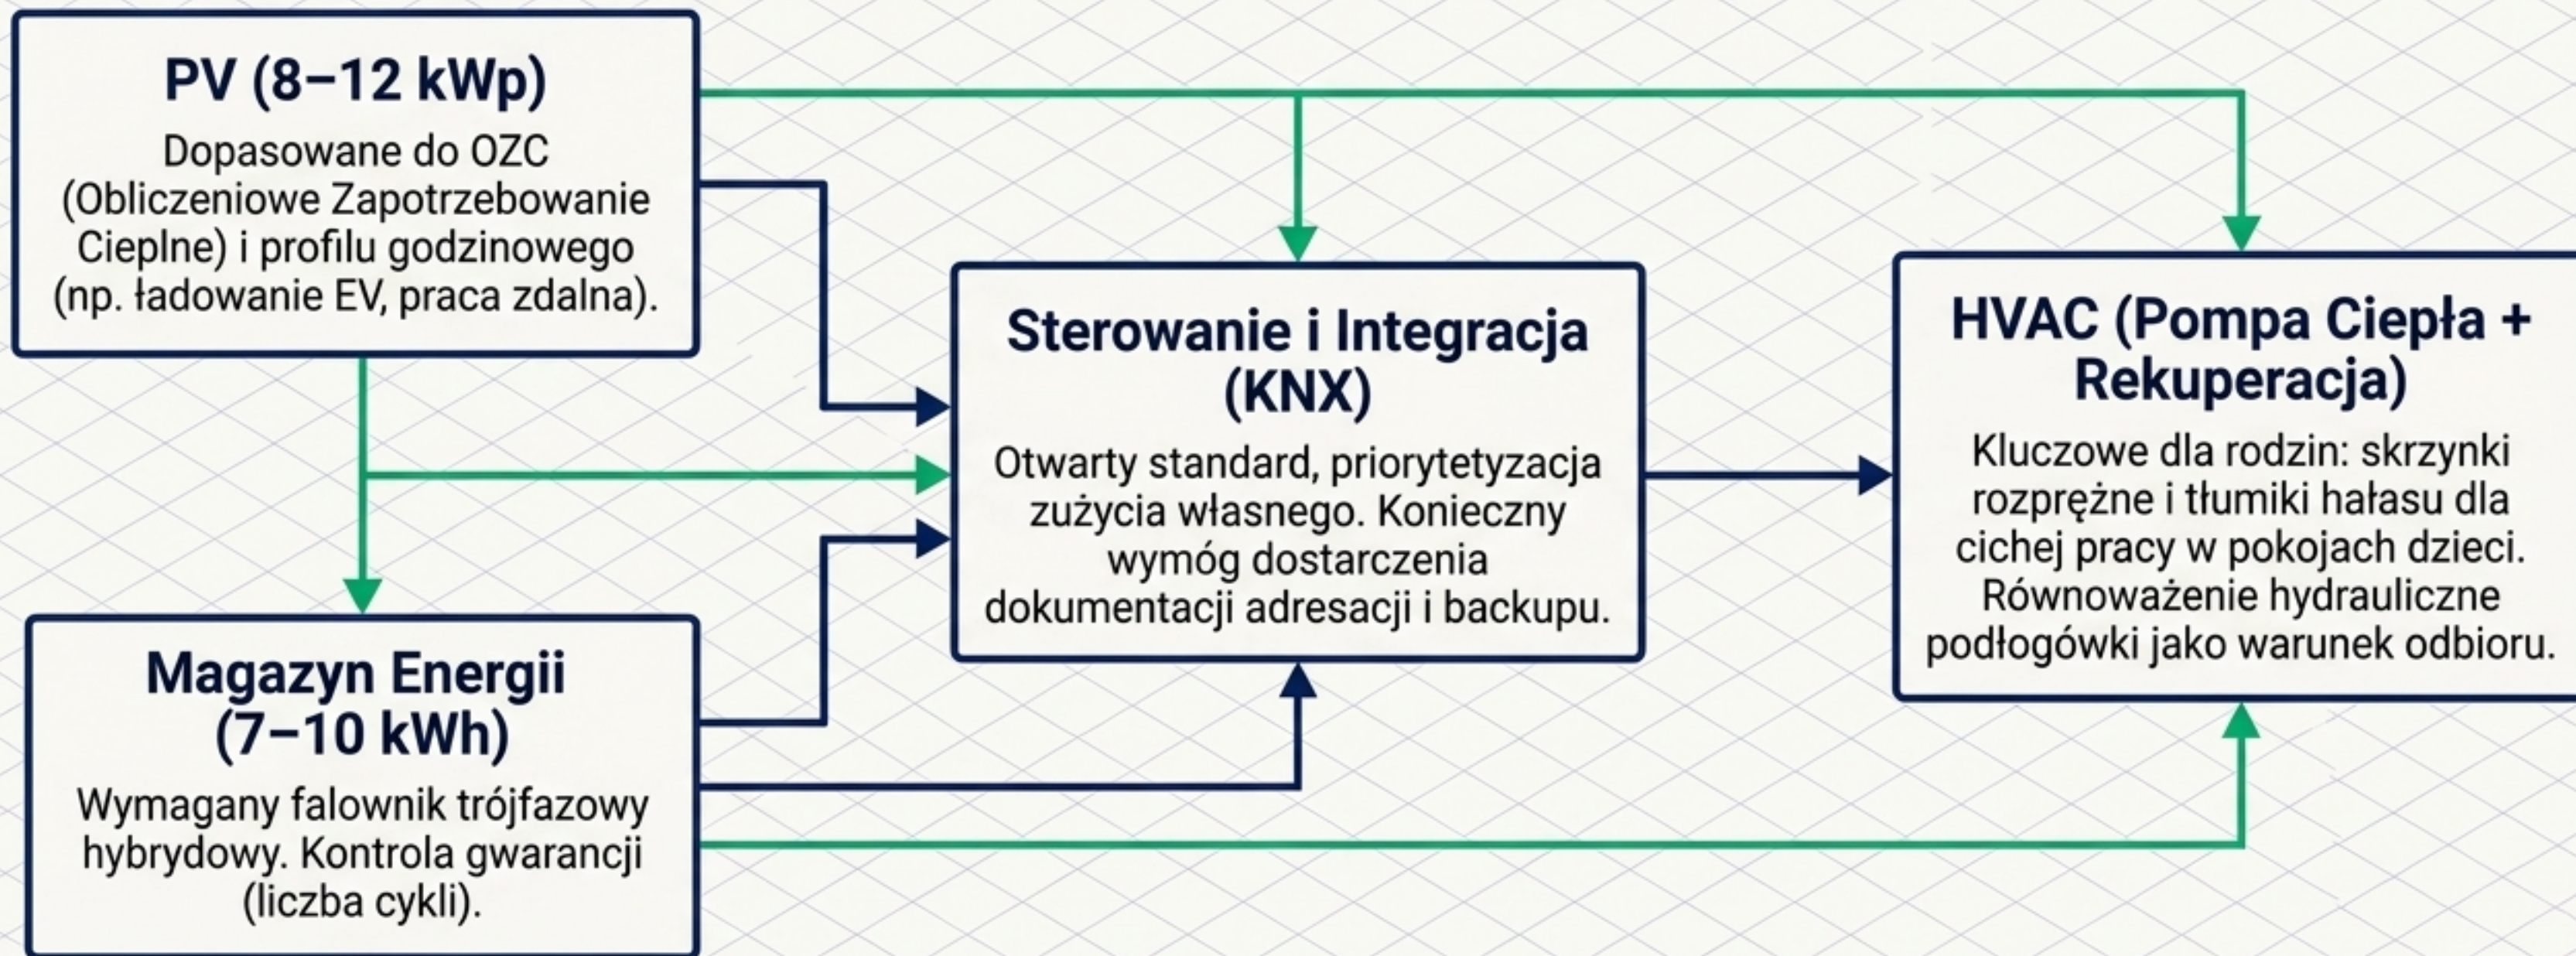 PV (8–12 kWp)
Dopasowane do OZC
(Obliczeniowe Zapotrzebowanie
Cieplne) i profilu godzinowego
(np. ładowanie EV, praca zdalna).
Magazyn Energii
(7–10 kWh)
Wymagany falownik trójfazowy
hybrydowy. Kontrola gwarancji
(liczba cykli).
Sterowanie i Integracja
(KNX)
Otwarty standard, priorytetyzacja
zużycia własnego. Konieczny
wymóg dostarczenia
dokumentacji adresacji i backupu.
HVAC (Pompa Ciepła +
Rekuperacja)
Kluczowe dla rodzin: skrzynki
rozprężne i tłumiki hałasu dla
cichej pracy w pokojach dzieci.
Równoważenie hydrauliczne
podłogówki jako warunek odbioru.